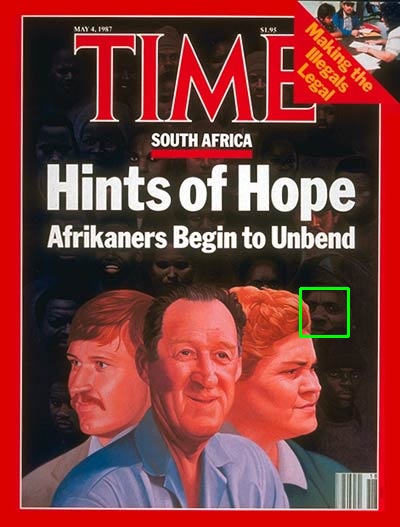 MAY 4, 1987
$1.95
TIME
Making the
Illegals
Legal
SOUTH AFRICA
Hints of Hope
Afrikaners Begin to Unbend